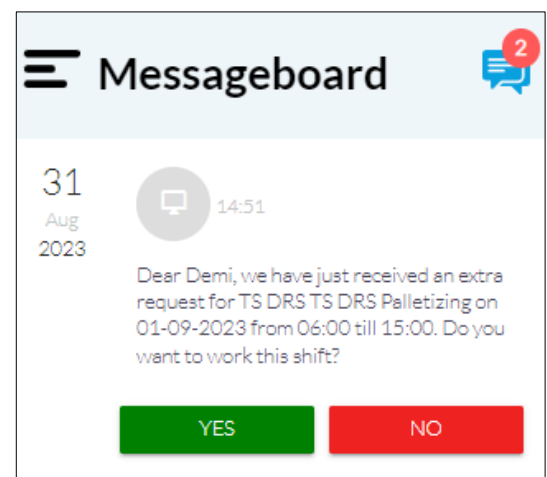 Messageboard
2
31
Aug
2023
14:51
Dear Demi, we have just received an extra
request for TS DRS TS DRS Palletizing on
01-09-2023 from 06:00 till 15:00. Do you
want to work this shift?
YES
NO